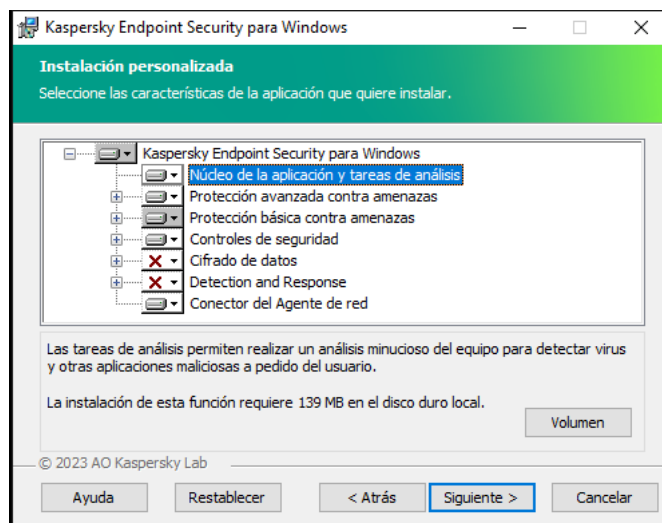 Kaspersky Endpoint Security para Windows
Instalación personalizada
Seleccione las características de la aplicación que quiere instalar.
Kaspersky Endpoint Security para Windows
Núcleo de la aplicación y tareas de análisis
Protección avanzada contra amenazas
Protección básica contra amenazas
Controles de seguridad
Cifrado de datos
Detection and Response
Conector del Agente de red
Las tareas de análisis permiten realizar un análisis minucioso del equipo para detectar virus
y otras aplicaciones maliciosas a pedido del usuario.
La instalación de esta función requiere 139 MB en el disco duro local.
Volumen
© 2023 AO Kaspersky Lab
Ayuda Restablecer < Atrás Siguiente > Cancelar